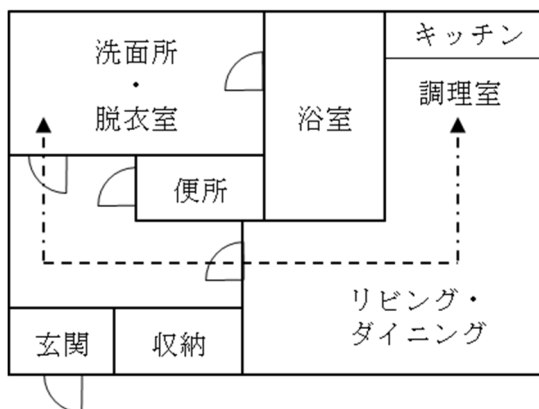 洗面所
・
脱衣室
浴室
キッチン
調理室
便所
リビング・
ダイニング
玄関
収納